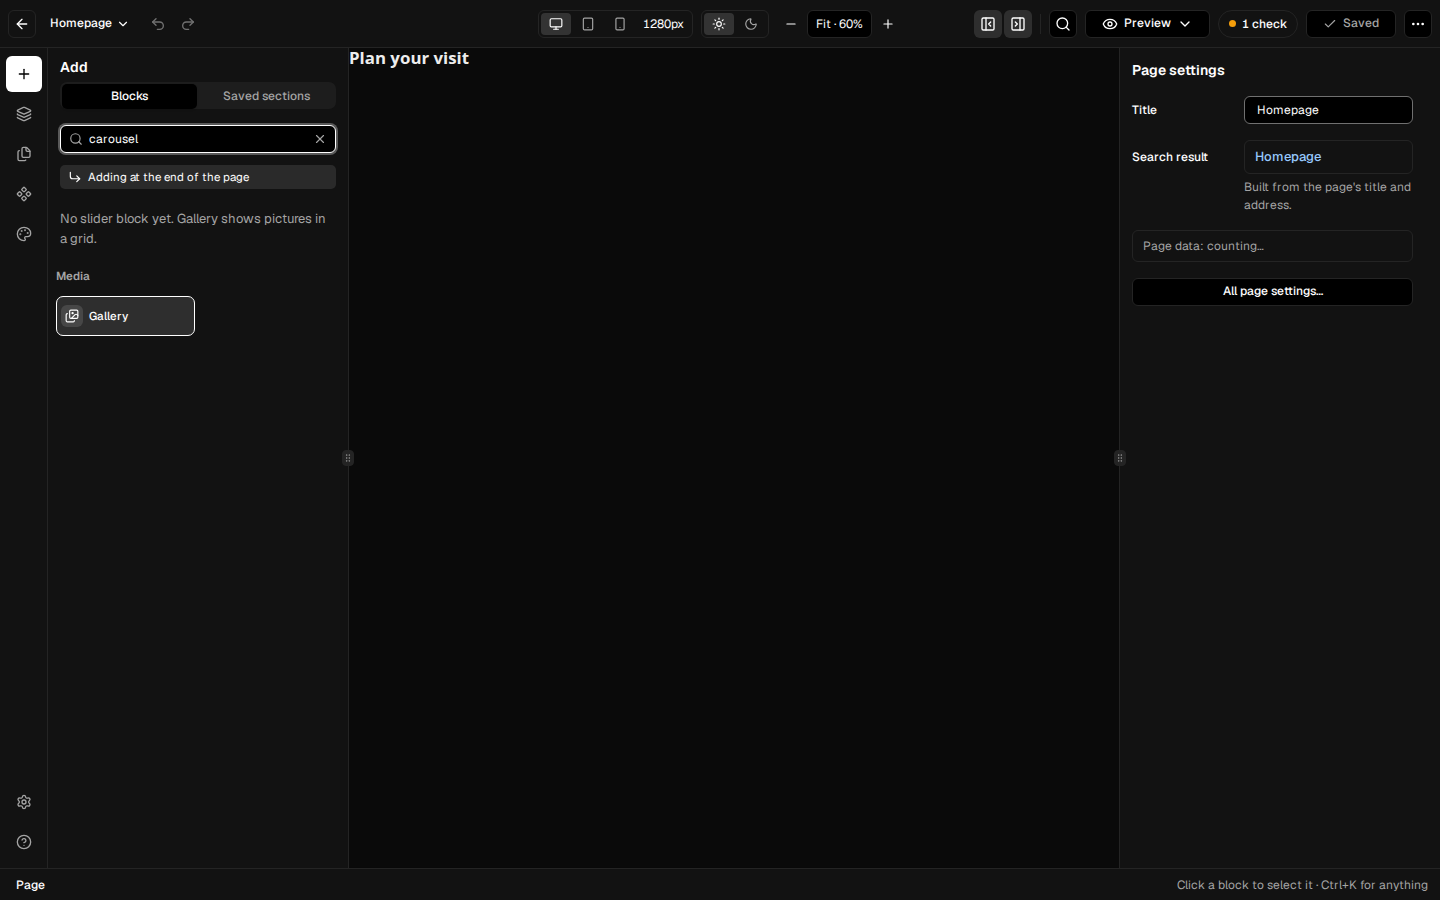 Homepage
1280px
Fit · 60%
Preview
1 check
Saved
Add
Blocks
Saved sections
carousel
Adding at the end of the page
No slider block yet. Gallery shows pictures in
a grid.
Media
Gallery
Plan your visit
Page settings
Title
Homepage
Search result
Homepage
Built from the page's title and
address.
Page data: counting…
All page settings…
Page
Click a block to select it · Ctrl+K for anything